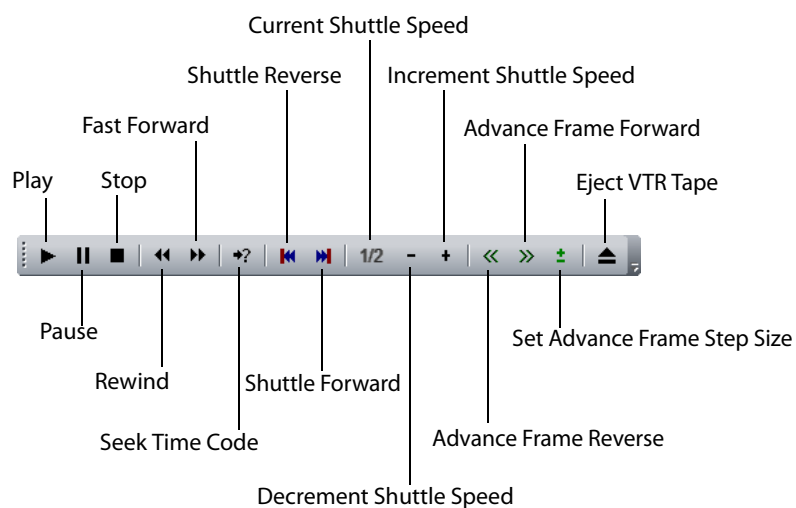 Current Shuttle Speed
Shuttle Reverse
Increment Shuttle Speed
Fast Forward
Advance Frame Forward
Play
Stop
Eject VTR Tape
→?
1/2
-
+
±
Pause
Set Advance Frame Step Size
Rewind
Shuttle Forward
Seek Time Code
Advance Frame Reverse
Decrement Shuttle Speed